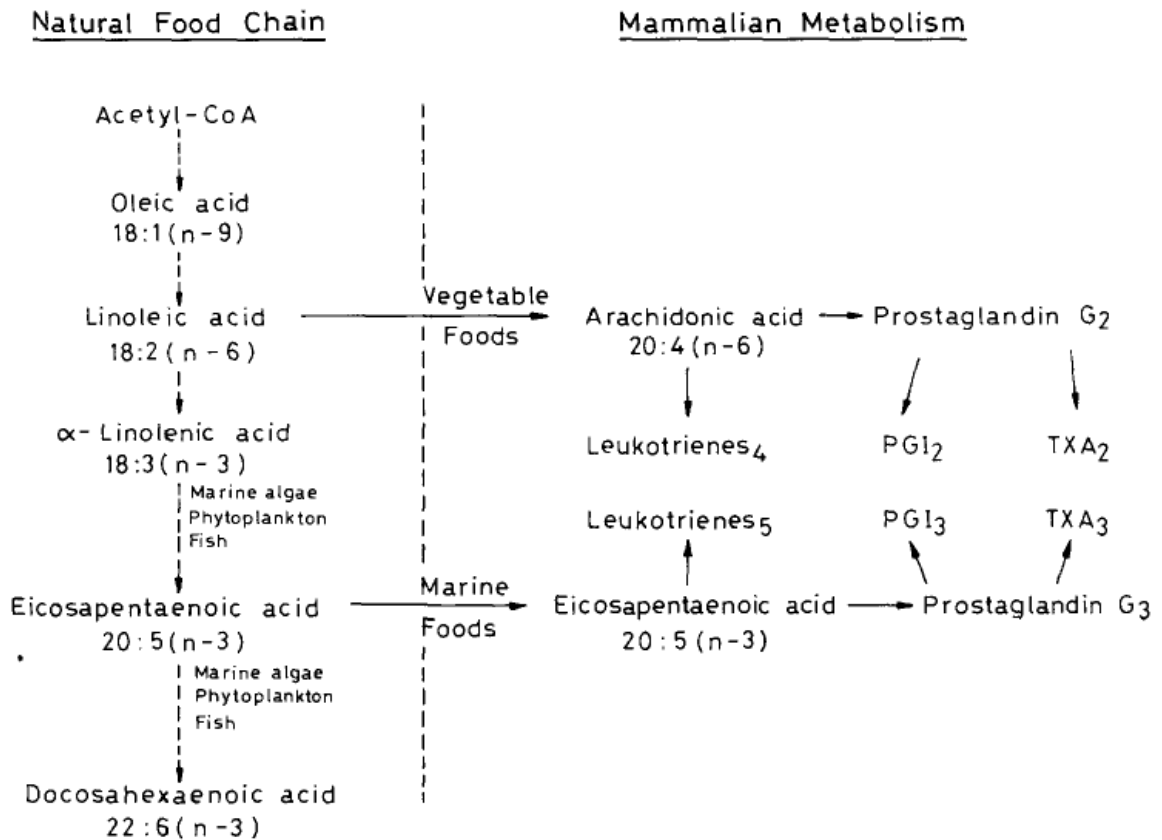 Natural Food Chain
Mammalian Metabolism
Acetyl-CoA
Oleic acid
18:1(n-9)
Linoleic acid
18:2(n-6)
Vegetable
Foods
Arachidonic acid
20:4(n-6)
Prostaglandin G2
α-Linolenic acid
18:3(n-3)
Leukotrienes4
PGI2
TXA2
Marine algae
Phytoplankton
Fish
Leukotrienes5
PGI3
TXA3
Eicosapentaenoic acid
20:5(n-3)
Marine
Foods
Eicosapentaenoic acid
20:5(n-3)
Prostaglandin G3
Marine algae
Phytoplankton
Fish
Docosahexaenoic acid
22:6(n-3)